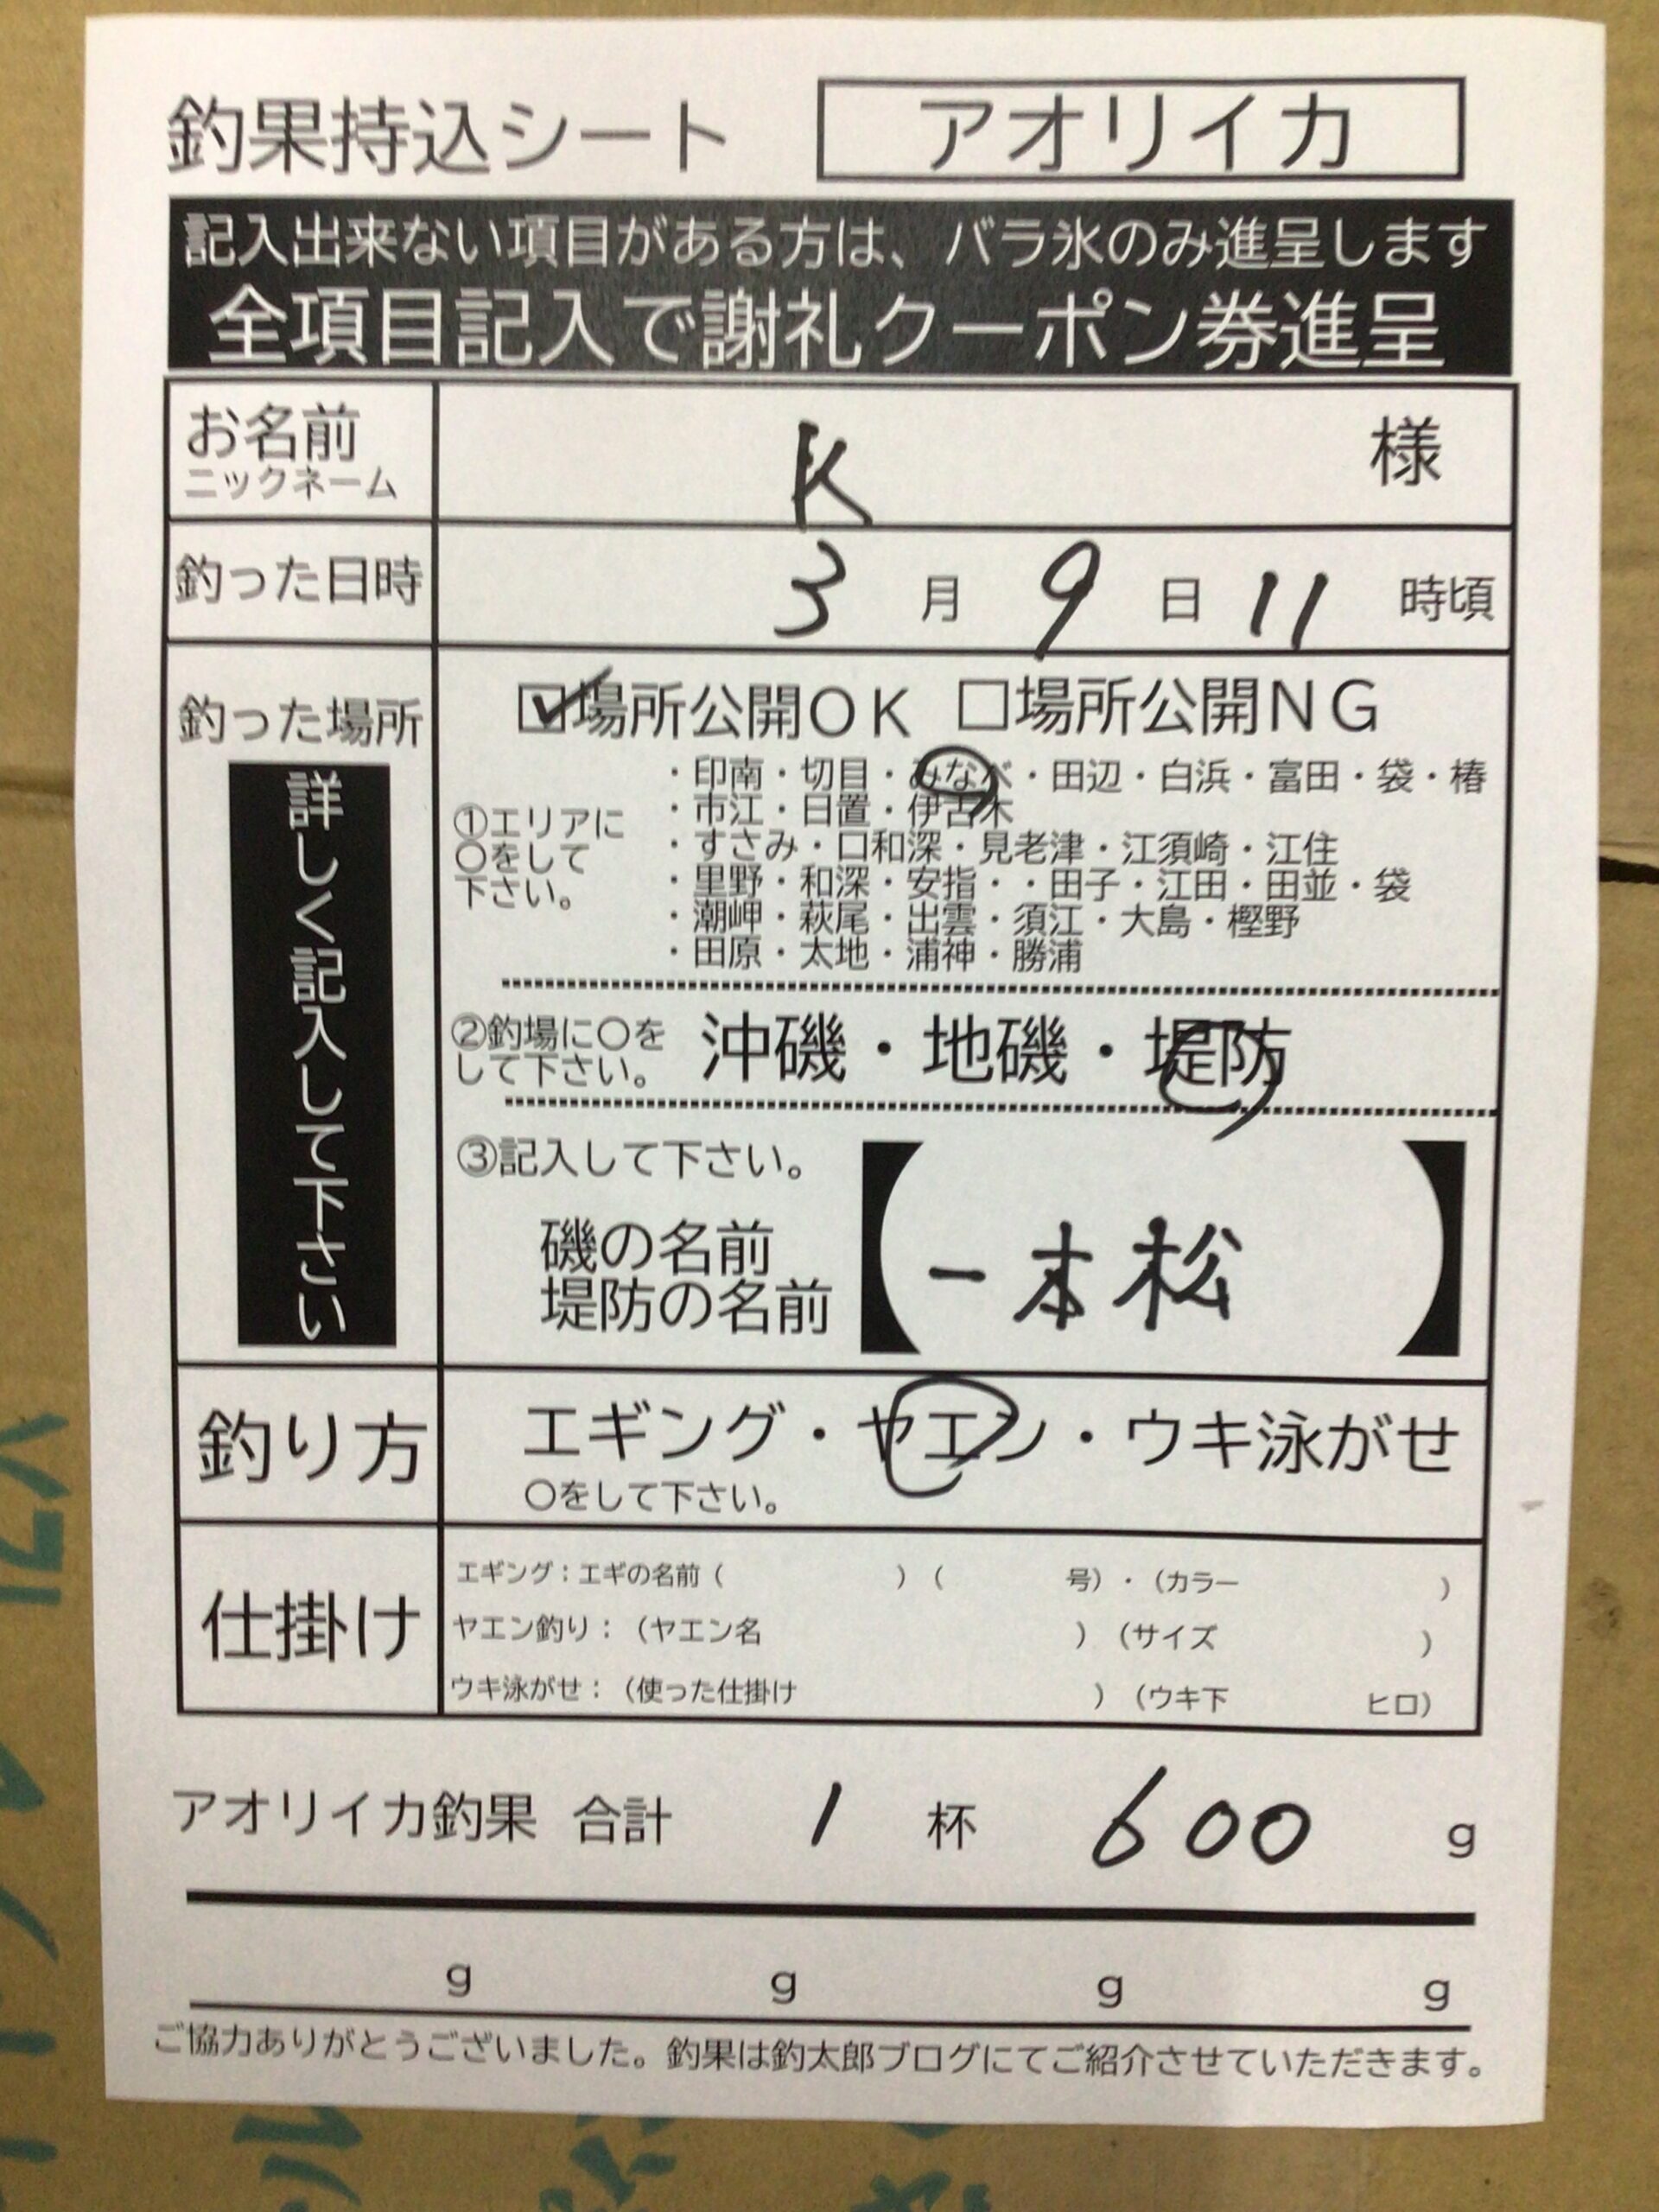 釣果持込シート アオリイカ
記入出来ない項目がある方は、バラ氷のみ進呈します
全項目記入で謝礼クーポン券進呈
お名前 K 様
ニックネーム
釣った日時 3月9日11時頃
釣った場所 ☑場所公開OK □場所公開NG
詳しく記入して下さい
①エリアに
〇をして
下さい。
・印南・切目・みなべ・田辺・白浜・富田・袋・椿
・市江・日置・伊古木
・すさみ・口和深・見老津・江須崎・江住
・里野・和深・安指・・田子・江田・田並・袋
・潮岬・萩尾・出雲・須江・大島・樫野
・田原・太地・浦神・勝浦
②釣場に〇を
して下さい。
沖磯・地磯・堤防
③記入して下さい。
磯の名前
堤防の名前
【一本松】
釣り方 エギング・ヤエン・ウキ泳がせ
〇をして下さい。
仕掛け
エギング：エギの名前（ ）（ 号）・（カラー ）
ヤエン釣り：（ヤエン名 ）（サイズ ）
ウキ泳がせ：（使った仕掛け ）（ウキ下 ヒロ）
アオリイカ釣果 合計 1 杯 600 g
g g g g
ご協力ありがとうございました。釣果は釣太郎ブログにてご紹介させていただきます。